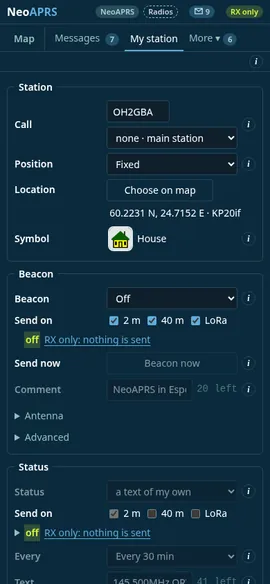 NeoAPRS NeoAPRS Radios 9 RX only
Map Messages 7 My station More ▾ 6
i
Station
Call OH2GBA
none · main station i
Position Fixed i
Location Choose on map
60.2231 N, 24.7152 E · KP20if
Symbol House i
Beacon
Beacon Off i
Send on 2 m 40 m LoRa
off RX only: nothing is sent
Send now Beacon now i
Comment NeoAPRS in Esp 20 left i
▸ Antenna
▸ Advanced
Status
Status a text of my own i
Send on 2 m 40 m LoRa
▸ off RX only: nothing is sent
Every Every 30 min i
Text 145.500MHz 41 left i